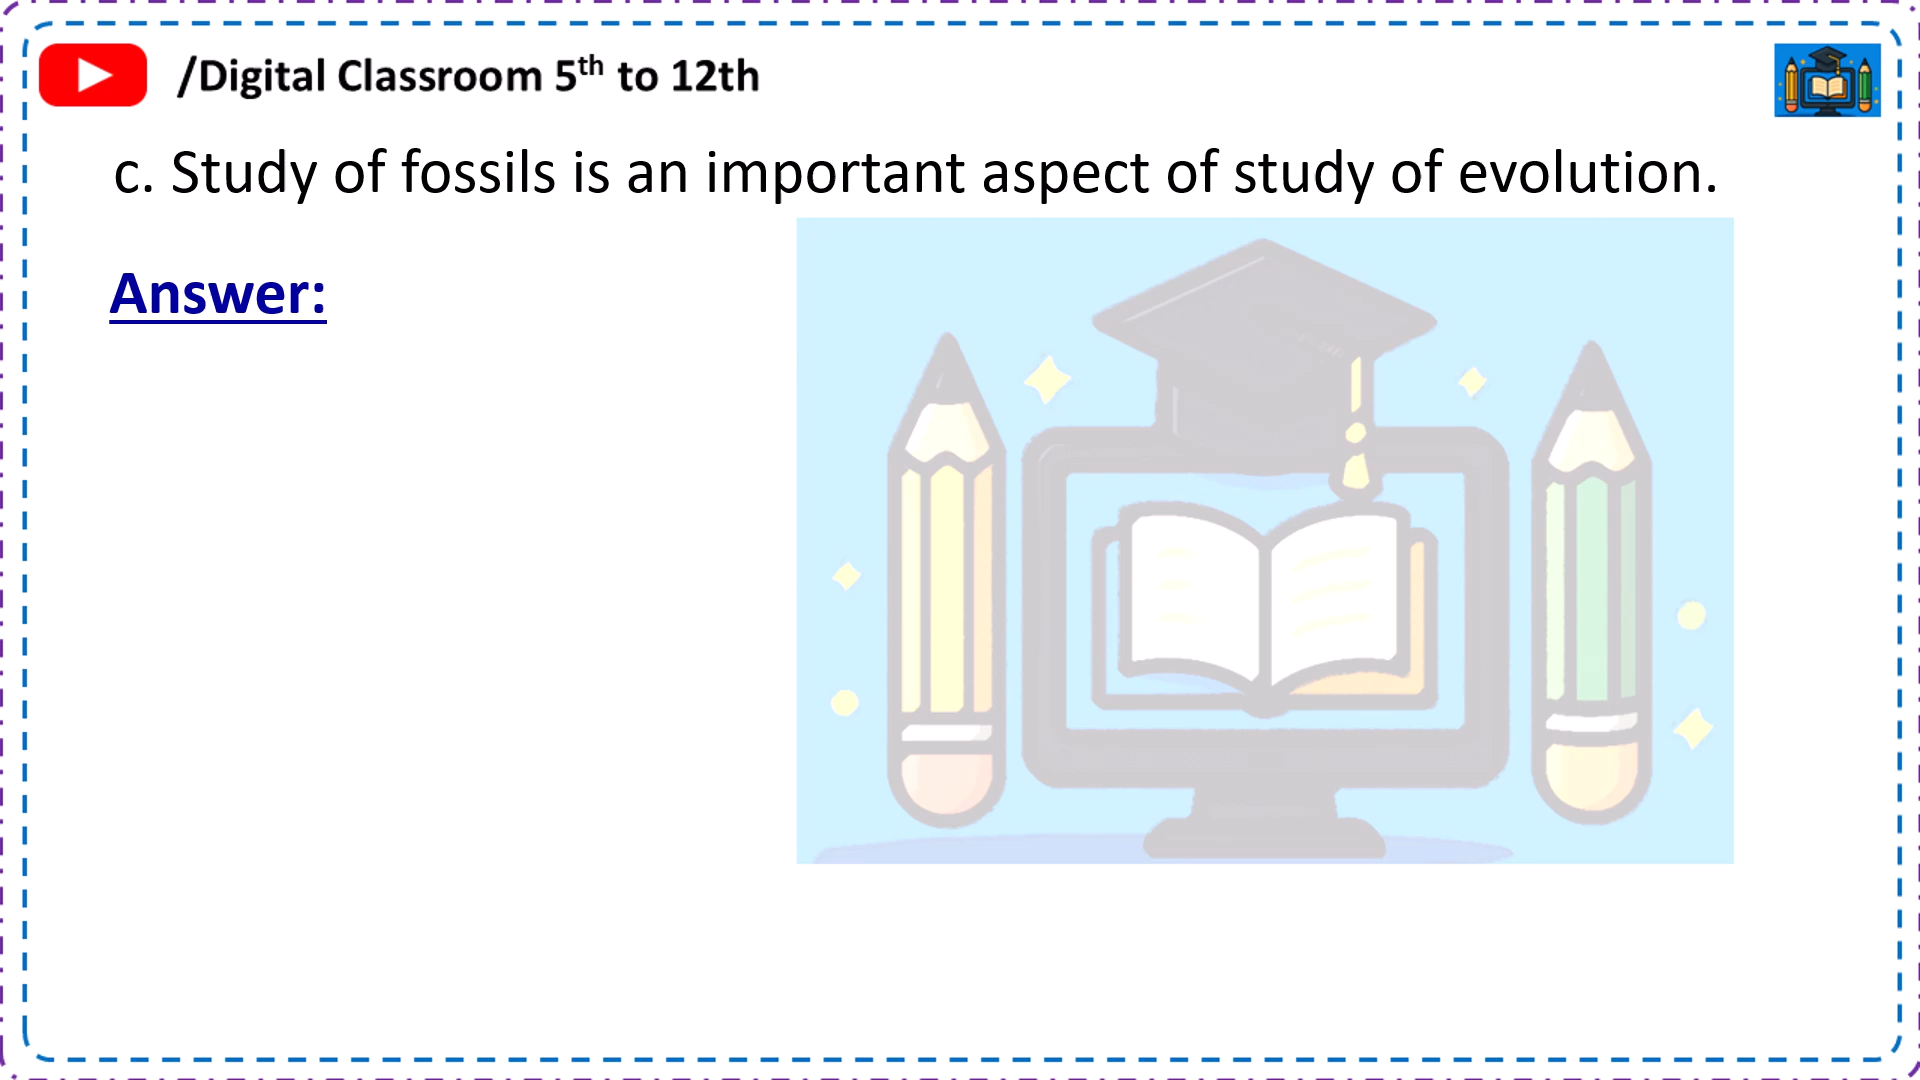 /Digital Classroom 5th to 12th
c. Study of fossils is an important aspect of study of evolution.
Answer: